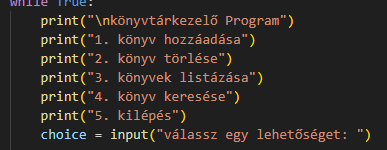 while True:
print("\nkönyvtárkezelő Program")
print("1. könyv hozzáadása")
print("2. könyv törlése")
print("3. könyvek listázása")
print("4. könyv keresése")
print("5. kilépés")
choice = input("válassz egy lehetőséget: ")